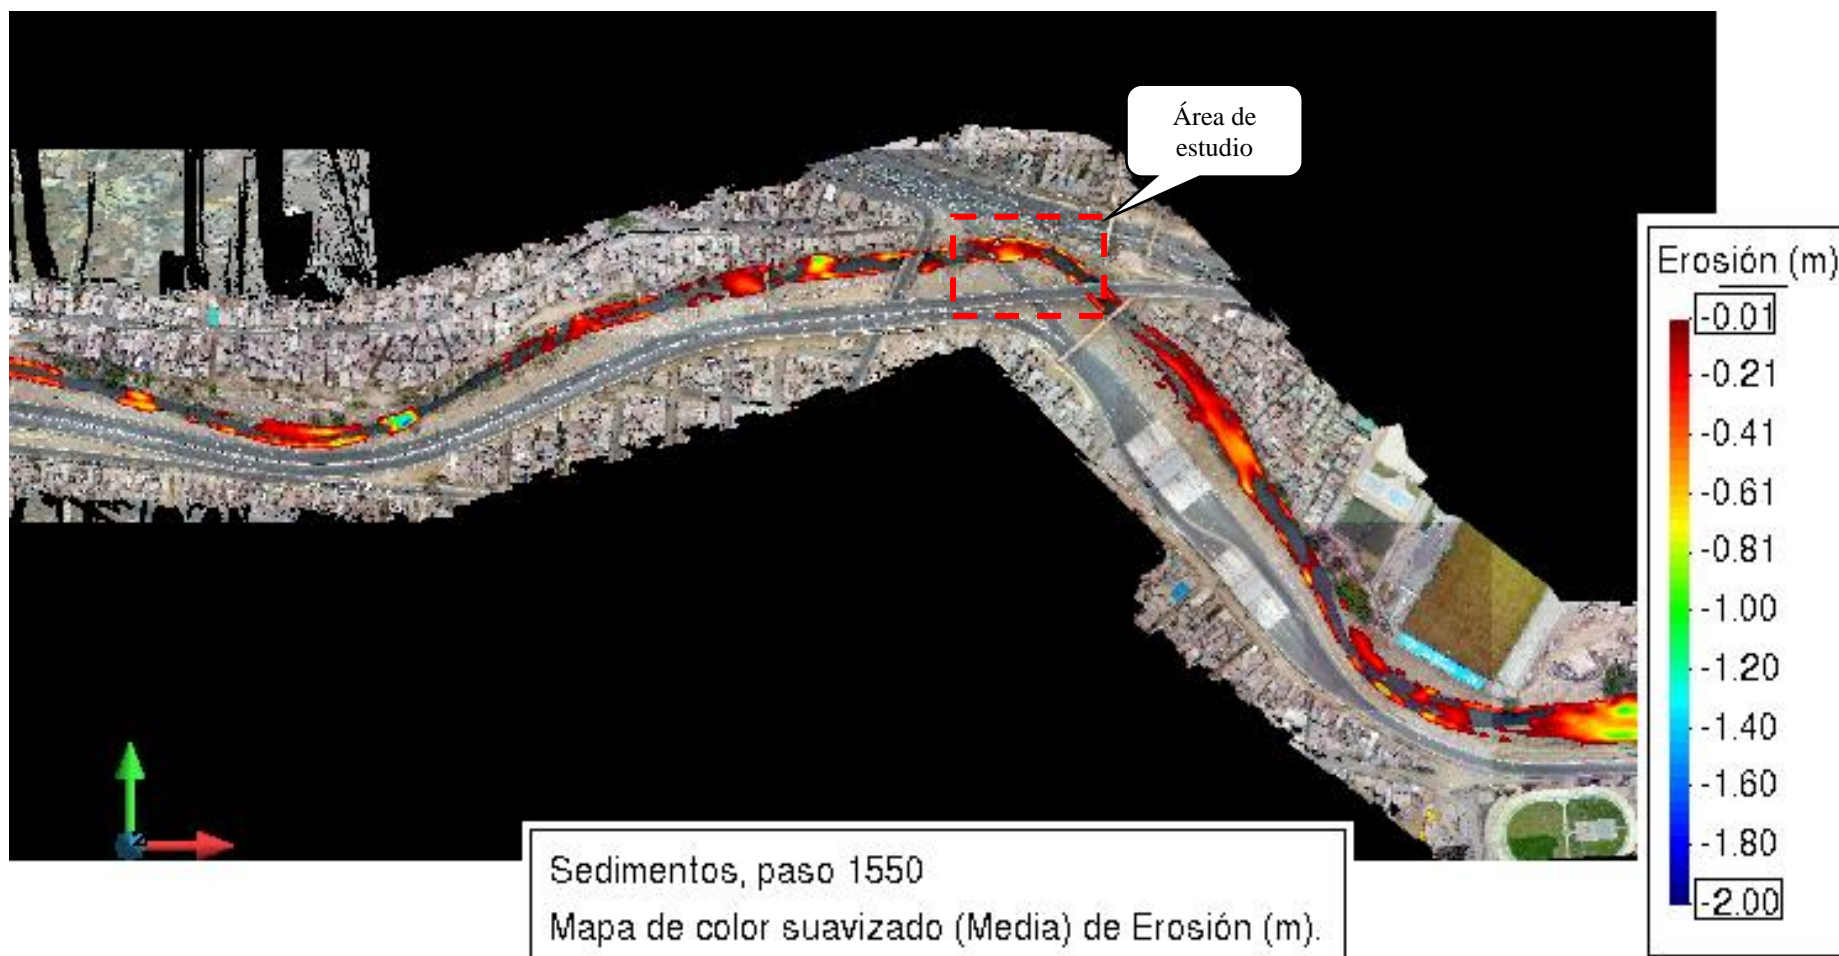 Área de
estudio
Erosión (m)
-0.01
-0.21
-0.41
-0.61
-0.81
-1.00
-1.20
-1.40
-1.60
-1.80
-2.00
Sedimentos, paso 1550
Mapa de color suavizado (Media) de Erosión (m).